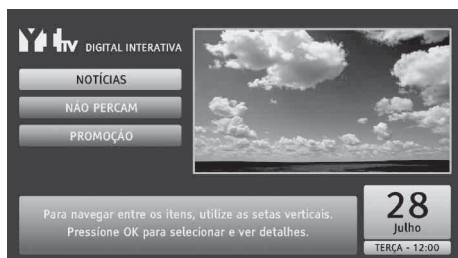 tv DIGITAL INTERATIVA
NOTÍCIAS
NÃO PERCAM
PROMOÇÃO
Para navegar entre os itens, utilize as setas verticais.
Pressione OK para selecionar e ver detalhes.
28
Julho
TERÇA - 12:00